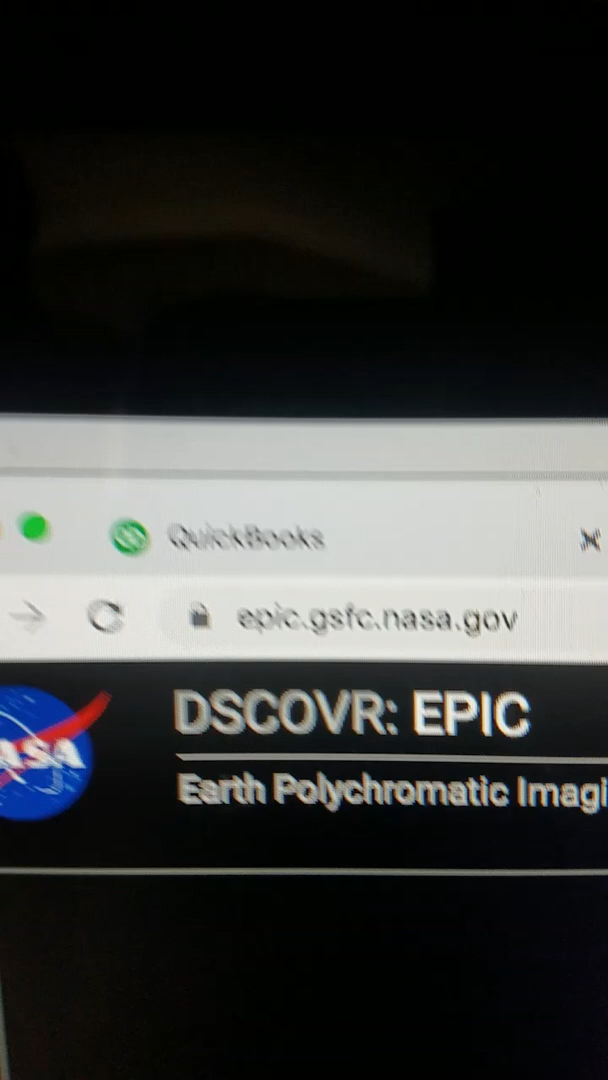 QuickBooks
epic.gsfc.nasa.gov
NASA
DSCOVR: EPIC
Earth Polychromatic Imagi